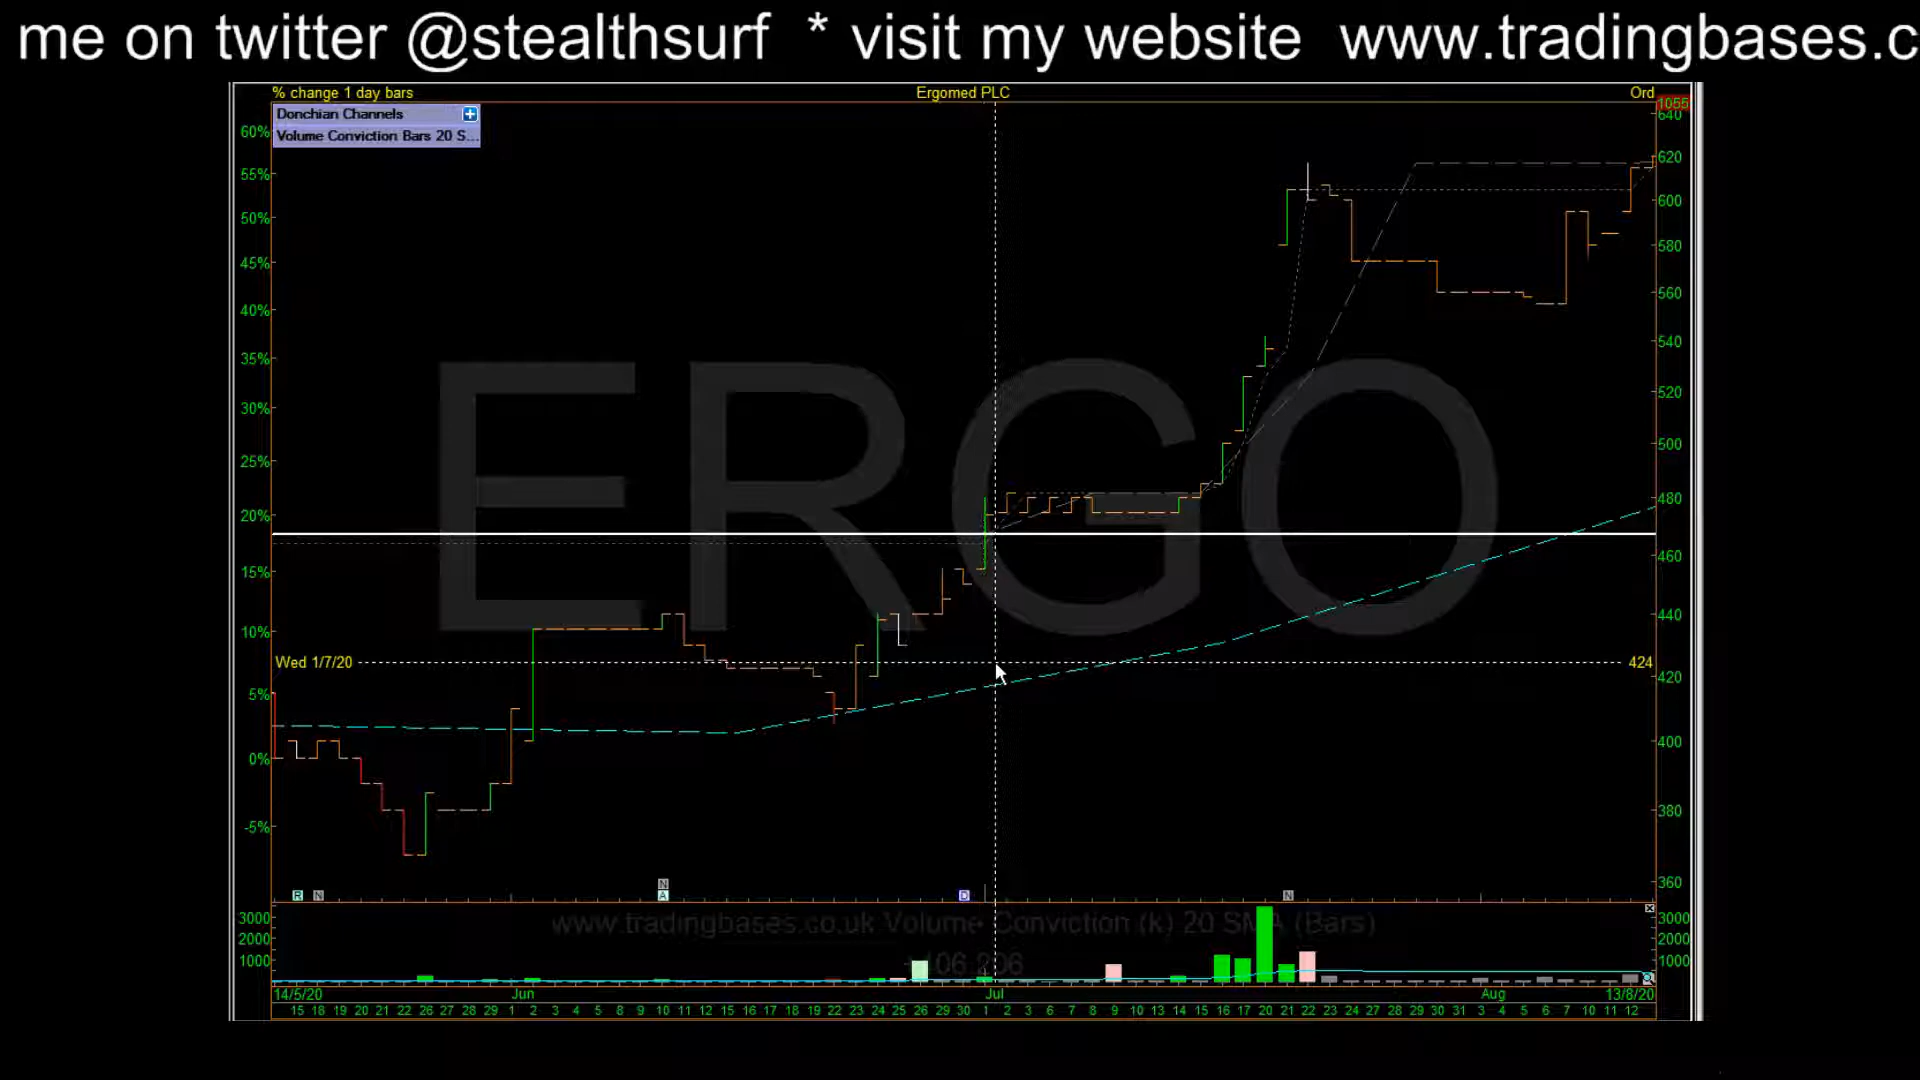 me on twitter @stealthsurf * visit my website www.tradingbases.c
% change 1 day bars Ergomed PLC Ord
Donchian Channels
Volume Conviction Bars 20 S...
1055
60% 640
55% 620
50% 600
45% 580
40% 560
35% 540
30% 520
25% 500
20% 480
15% 460
10% 440
Wed 1/7/20 424
5% 420
0% 400
-5% 380
360
ERGO
R N N A D N
www.tradingbases.co.uk Volume Conviction (k) 20 SMA (Bars)
3000 3000
2000 2000
1000 1000
14/5/20 Jun Jul Aug 13/8/20
15 18 19 20 21 22 26 27 28 29 1 2 3 4 5 8 9 10 11 12 15 16 17 18 19 22 23 24 25 26 29 30 1 2 3 6 7 8 9 10 13 14 15 16 17 20 21 22 23 24 27 28 29 30 31 3 4 5 6 7 10 11 12